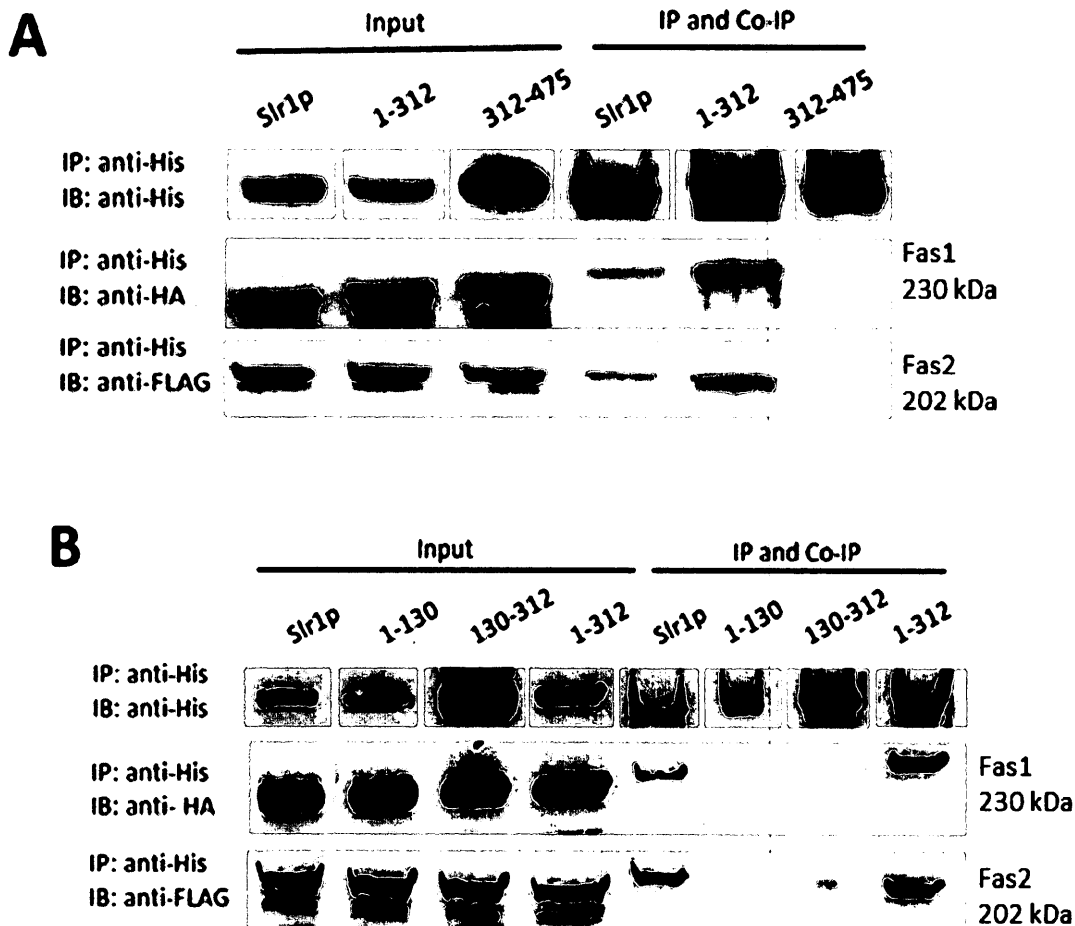 A
Input
IP and Co-IP
Slr1p
1-312
312-475
Slr1p
1-312
312-475
IP: anti-His
IB: anti-His
IP: anti-His
IB: anti-HA
Fas1
230 kDa
IP: anti-His
IB: anti-FLAG
Fas2
202 kDa
B
Input
IP and Co-IP
Slr1p
1-130
130-312
1-312
Slr1p
1-130
130-312
1-312
IP: anti-His
IB: anti-His
IP: anti-His
IB: anti- HA
Fas1
230 kDa
IP: anti-His
IB: anti-FLAG
Fas2
202 kDa